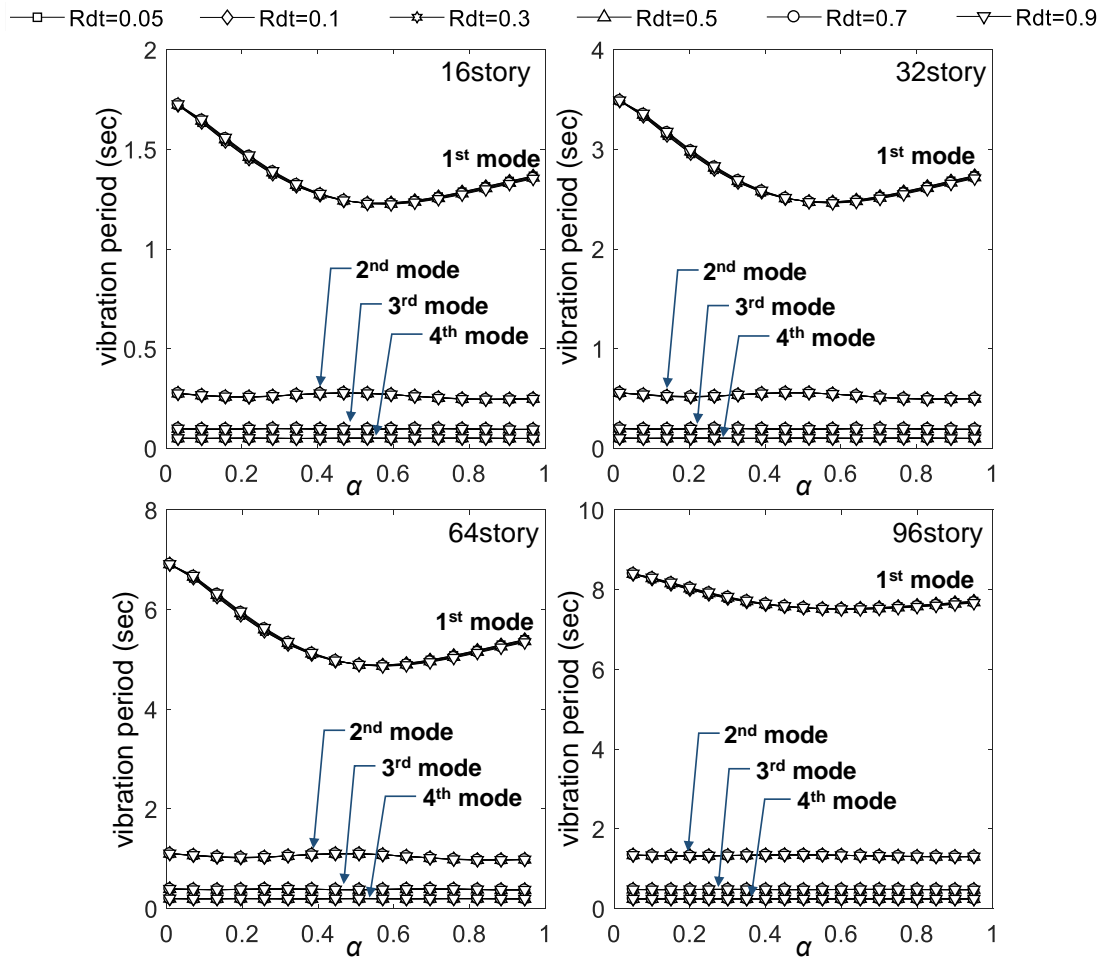 Rdt=0.05 Rdt=0.1 Rdt=0.3 Rdt=0.5 Rdt=0.7 Rdt=0.9
16story
vibration period (sec)
2
1.5
1
0.5
0
1st mode
2nd mode
3rd mode
4th mode
0 0.2 0.4 0.6 0.8 1
α
32story
vibration period (sec)
4
3
2
1
0
1st mode
2nd mode
3rd mode
4th mode
0 0.2 0.4 0.6 0.8 1
α
64story
vibration period (sec)
8
6
4
2
0
1st mode
2nd mode
3rd mode
4th mode
0 0.2 0.4 0.6 0.8 1
α
96story
vibration period (sec)
10
8
6
4
2
0
1st mode
2nd mode
3rd mode
4th mode
0 0.2 0.4 0.6 0.8 1
α